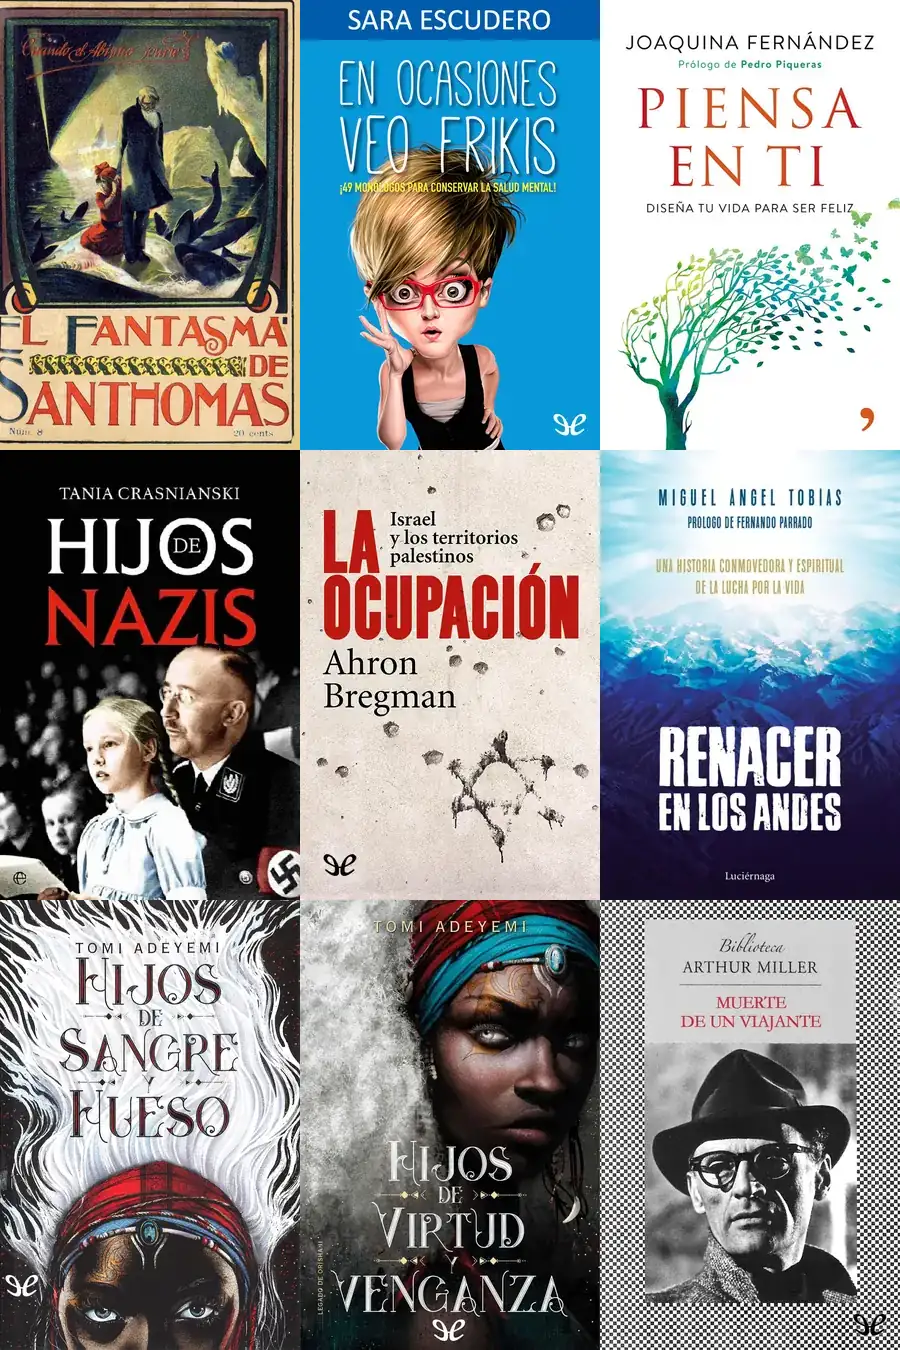 Cuando el Abismo sonríe
EL FANTASMA
DE
SANTHOMAS
Núm. 8
20 cents
SARA ESCUDERO
EN OCASIONES
VEO FRIKIS
¡49 MONÓLOGOS PARA CONSERVAR LA SALUD MENTAL!
JOAQUINA FERNÁNDEZ
Prólogo de Pedro Piqueras
PIENSA
EN TI
DISEÑA TU VIDA PARA SER FELIZ
TANIA CRASNIANSKI
HIJOS
DE
NAZIS
e
LA
OCUPACIÓN
Israel
y los territorios
palestinos
Ahron
Bregman
MIGUEL ANGEL TOBIAS
PROLOGO DE FERNANDO PARRADO
UNA HISTORIA CONMOVEDORA Y ESPIRITUAL
DE LA LUCHA POR LA VIDA
RENACER
EN LOS ANDES
Luciérnaga
TOMI ADEYEMI
HIJOS
DE
SANGRE
Y
HUESO
TOMI ADEYEMI
HIJOS
DE
VIRTUD
Y
VENGANZA
LEGADO DE ORÏSHA II
Biblioteca
ARTHUR MILLER
MUERTE
DE UN VIAJANTE